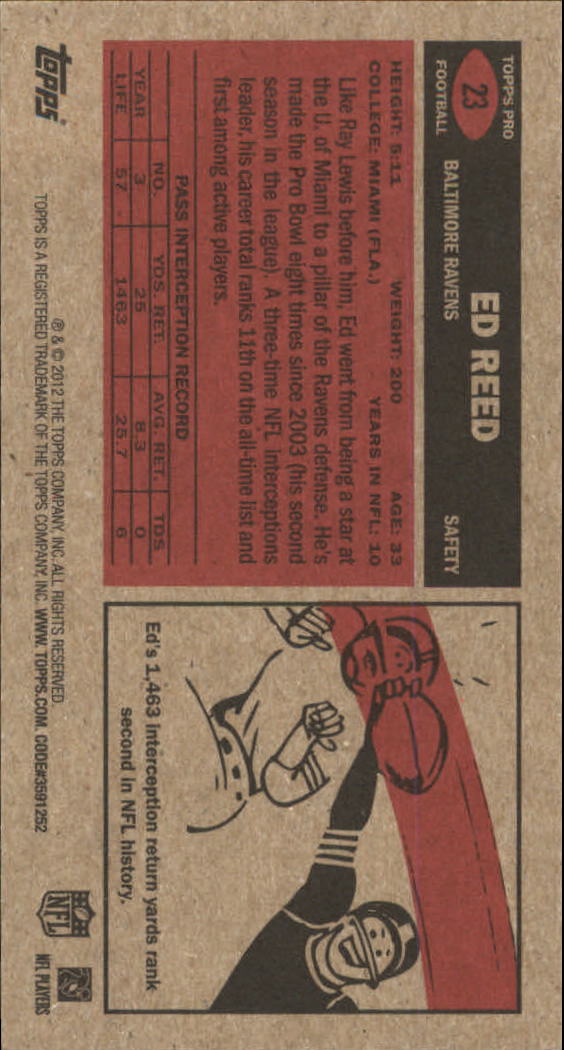 TOPPS PRO
23
FOOTBALL
ED REED
BALTIMORE RAVENS SAFETY
HEIGHT: 5:11 WEIGHT: 200 AGE: 33
COLLEGE: MIAMI (FLA.) YEARS IN NFL: 10
Like Ray Lewis before him, Ed went from being a star at
the U. of Miami to a pillar of the Ravens defense. He's
made the Pro Bowl eight times since 2003 (his second
season in the league). A three-time NFL interceptions
leader, his career total ranks 11th on the all-time list and
first among active players.
PASS INTERCEPTION RECORD
NO. YDS. RET. AVG. RET. TDS
YEAR 3 25 8.3 0
LIFE 57 1463 25.7 6
Ed's 1,463 interception return yards rank
second in NFL history.
topps
® & © 2012 THE TOPPS COMPANY, INC. ALL RIGHTS RESERVED.
TOPPS IS A REGISTERED TRADEMARK OF THE TOPPS COMPANY, INC. WWW.TOPPS.COM. CODE#3591252
NFL
NFL PLAYERS